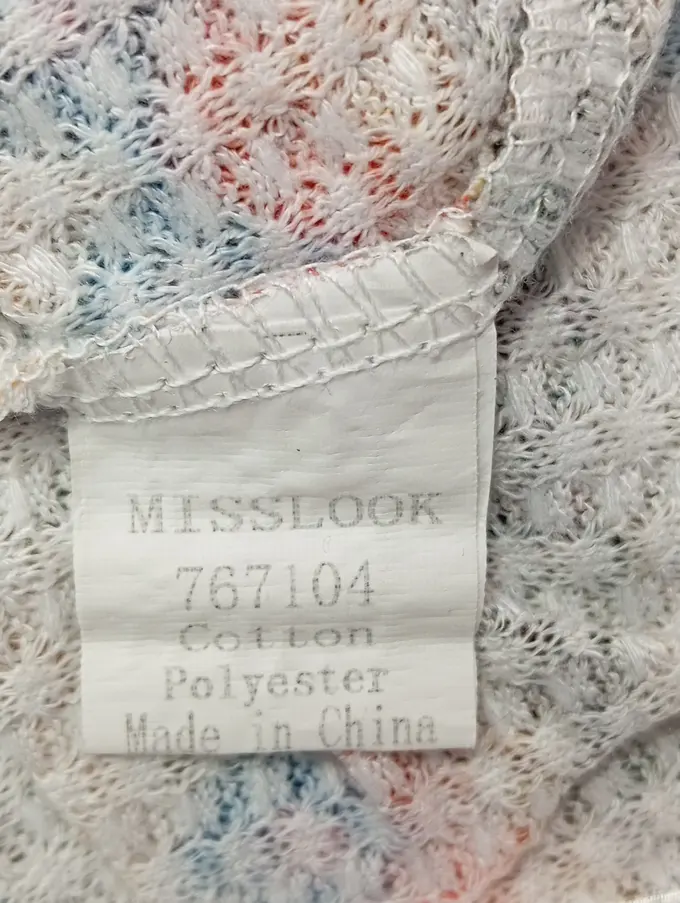 MISSLOOK
767104
Cotton
Polyester
Made in China